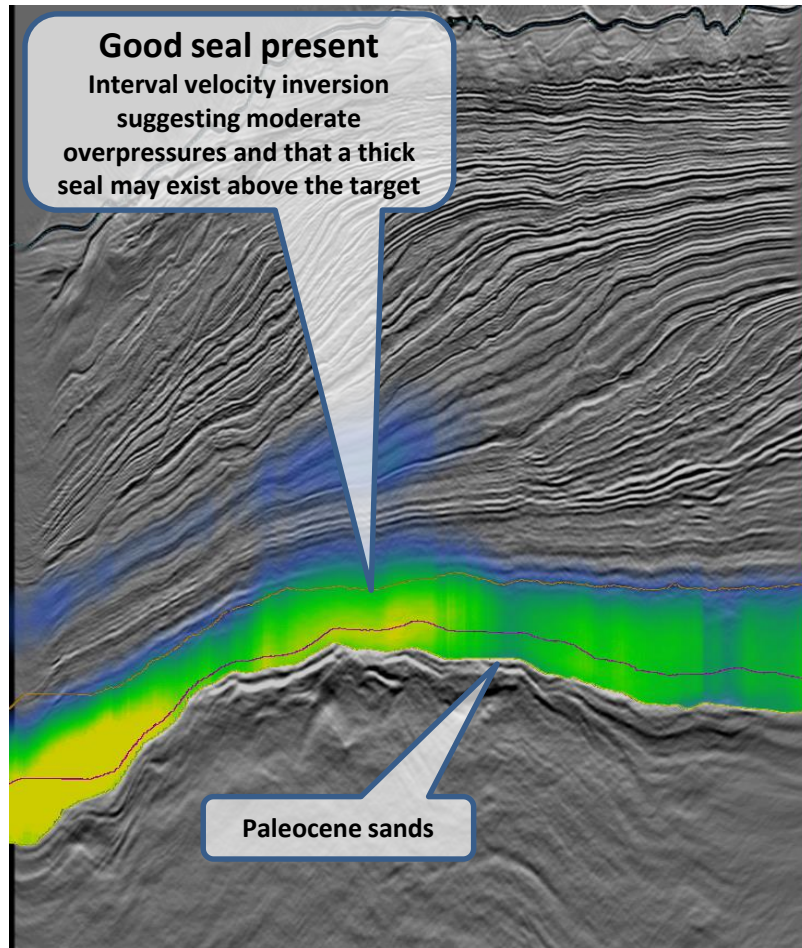 Good seal present
Interval velocity inversion
suggesting moderate
overpressures and that a thick
seal may exist above the target
Paleocene sands